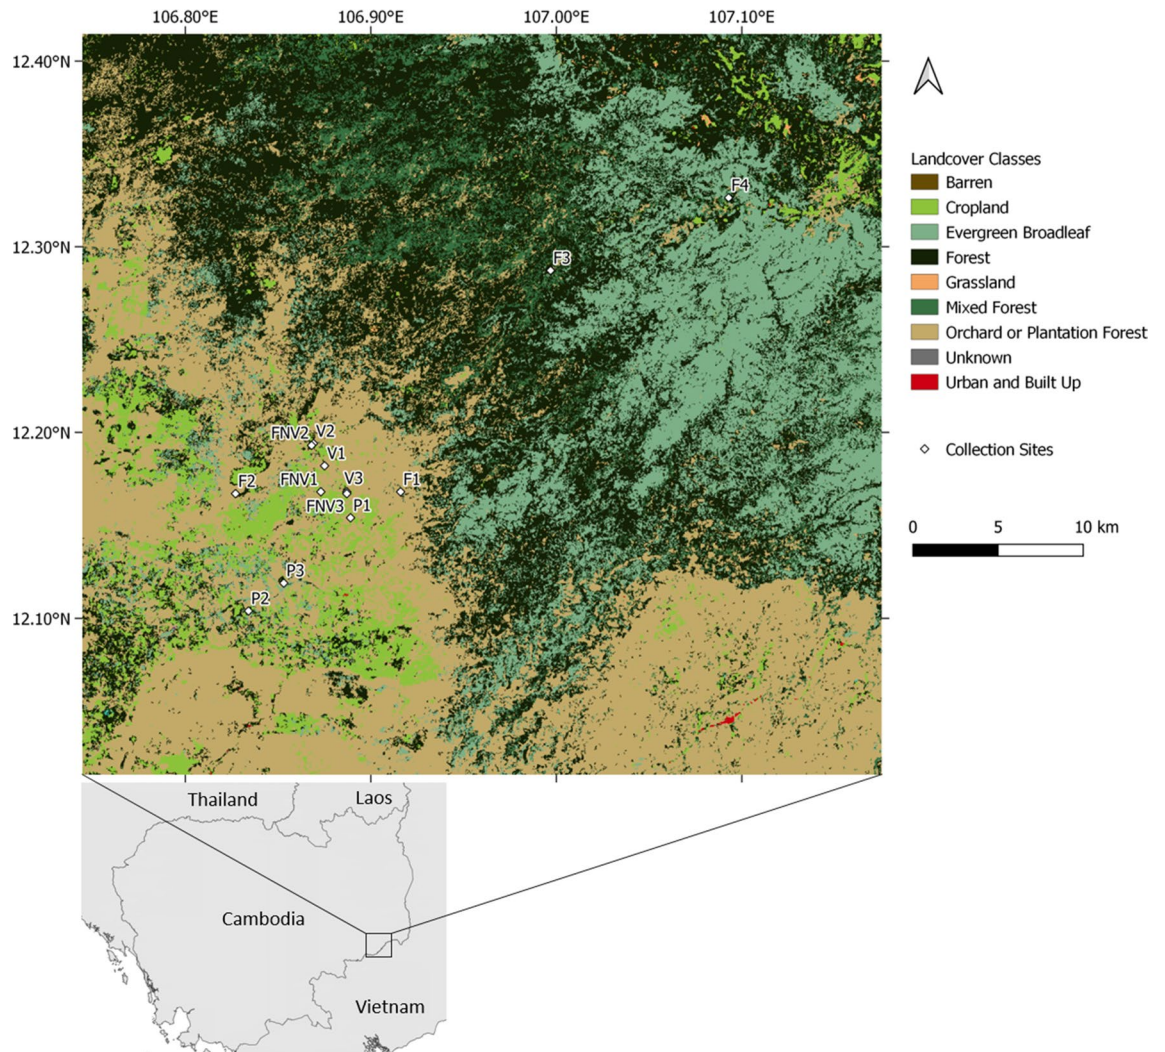 106.80°E 106.90°E 107.00°E 107.10°E
12.40°N
12.30°N
12.20°N
12.10°N
F4
F3
FNV2 V2
V1
F2 FNV1 V3 F1
FNV3 P1
P3
P2
Landcover Classes
Barren
Cropland
Evergreen Broadleaf
Forest
Grassland
Mixed Forest
Orchard or Plantation Forest
Unknown
Urban and Built Up
Collection Sites
0 5 10 km
Thailand Laos
Cambodia
Vietnam